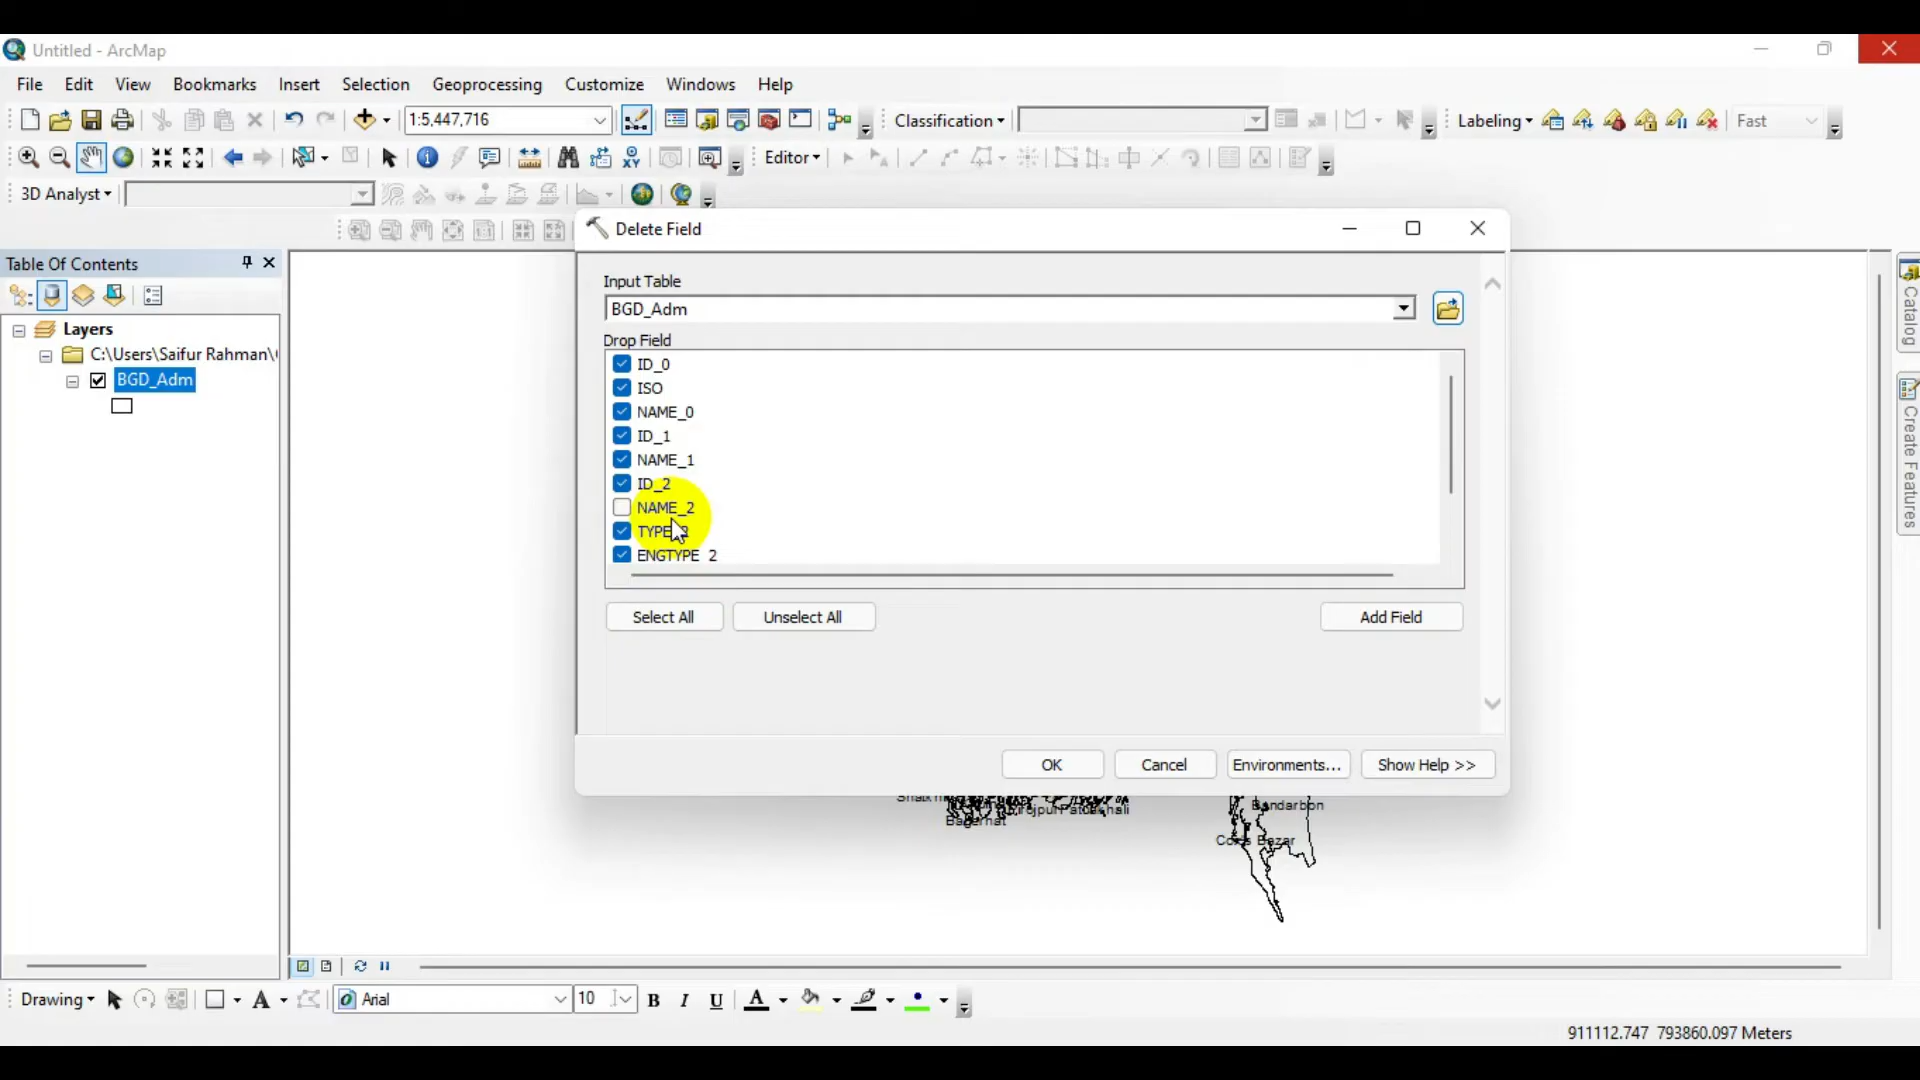 Untitled - ArcMap
File Edit View Bookmarks Insert Selection Geoprocessing Customize Windows Help
1:5,447,716 Classification Labeling Fast
Editor
3D Analyst
Delete Field
Table Of Contents
Input Table
BGD_Adm
Layers
C:\Users\Saifur Rahman\
BGD_Adm
Drop Field
ID_0
ISO
NAME_0
ID_1
NAME_1
ID_2
NAME_2
ENGTYPE_2
Select All Unselect All Add Field
OK Cancel Environments... Show Help >>
Catalog
Create Features
Bandarbon
Bagerhat
Drawing A Arial 10 B I U A
911112.747 793860.097 Meters